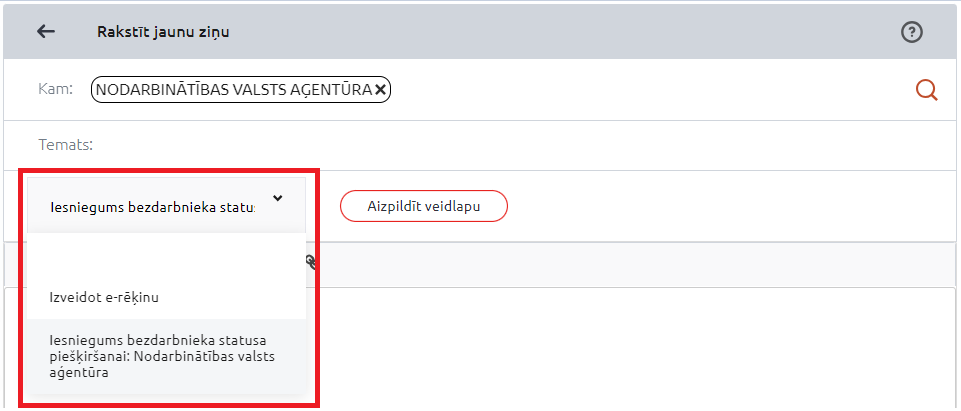 Rakstīt jaunu ziņu
Kam: NODARBINĀTĪBAS VALSTS AĢENTŪRA
Temats:
Iesniegums bezdarbnieka statu
Aizpildīt veidlapu
Izveidot e-rēķinu
Iesniegums bezdarbnieka statusa
piešķiršanai: Nodarbinātības valsts
aģentūra